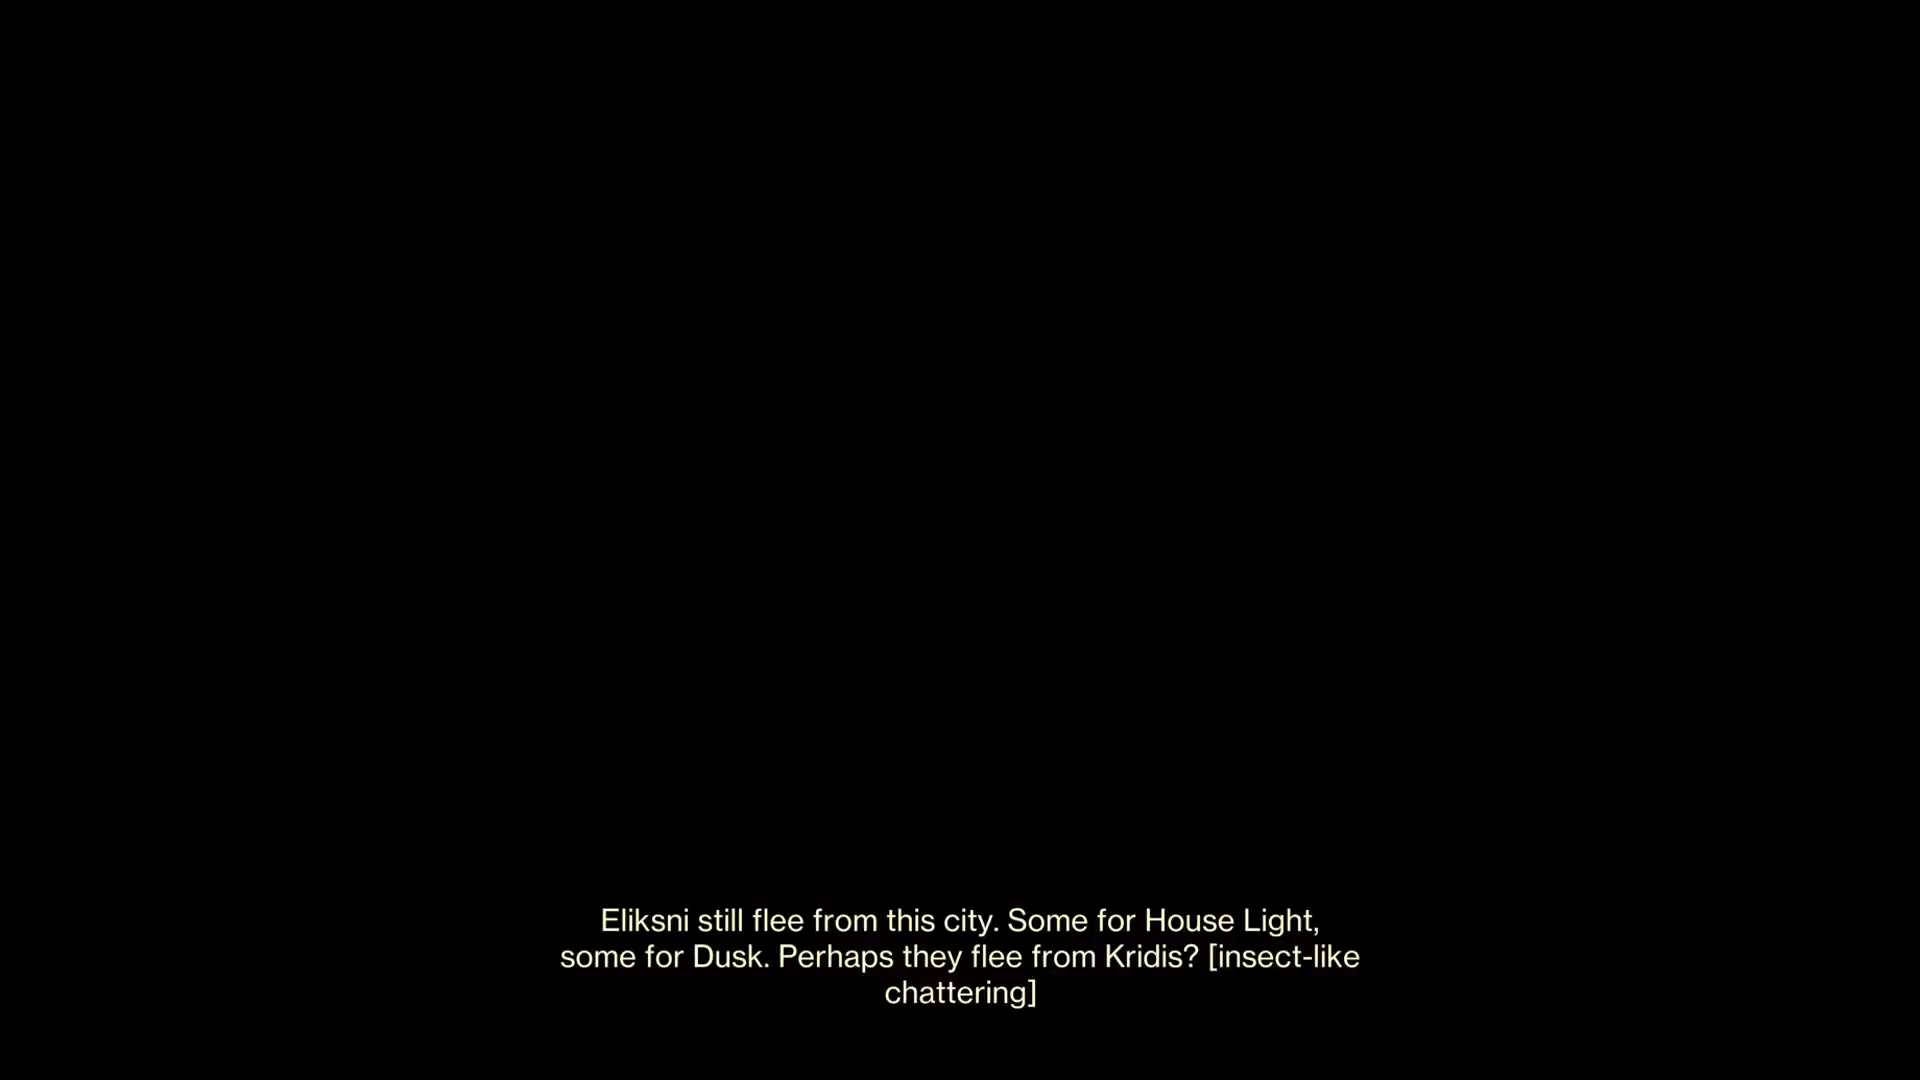 Eliksni still flee from this city. Some for House Light,
some for Dusk. Perhaps they flee from Kridis? [insect-like
chattering]